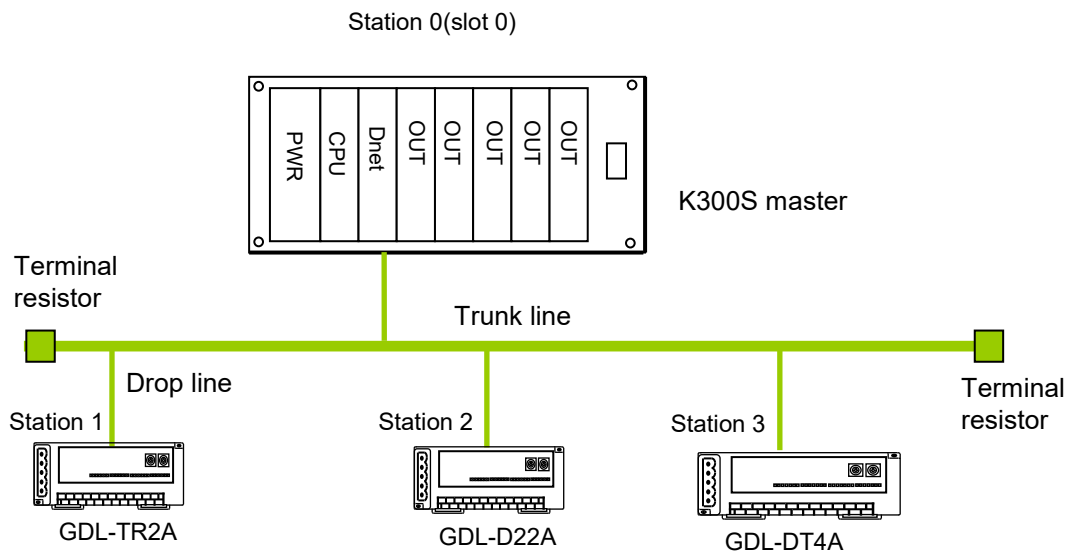 Station 0(slot 0)
PWR
CPU
Dnet
OUT
OUT
OUT
OUT
OUT
K300S master
Terminal
resistor
Trunk line
Drop line
Terminal
resistor
Station 1
Station 2
Station 3
GDL-TR2A
GDL-D22A
GDL-DT4A